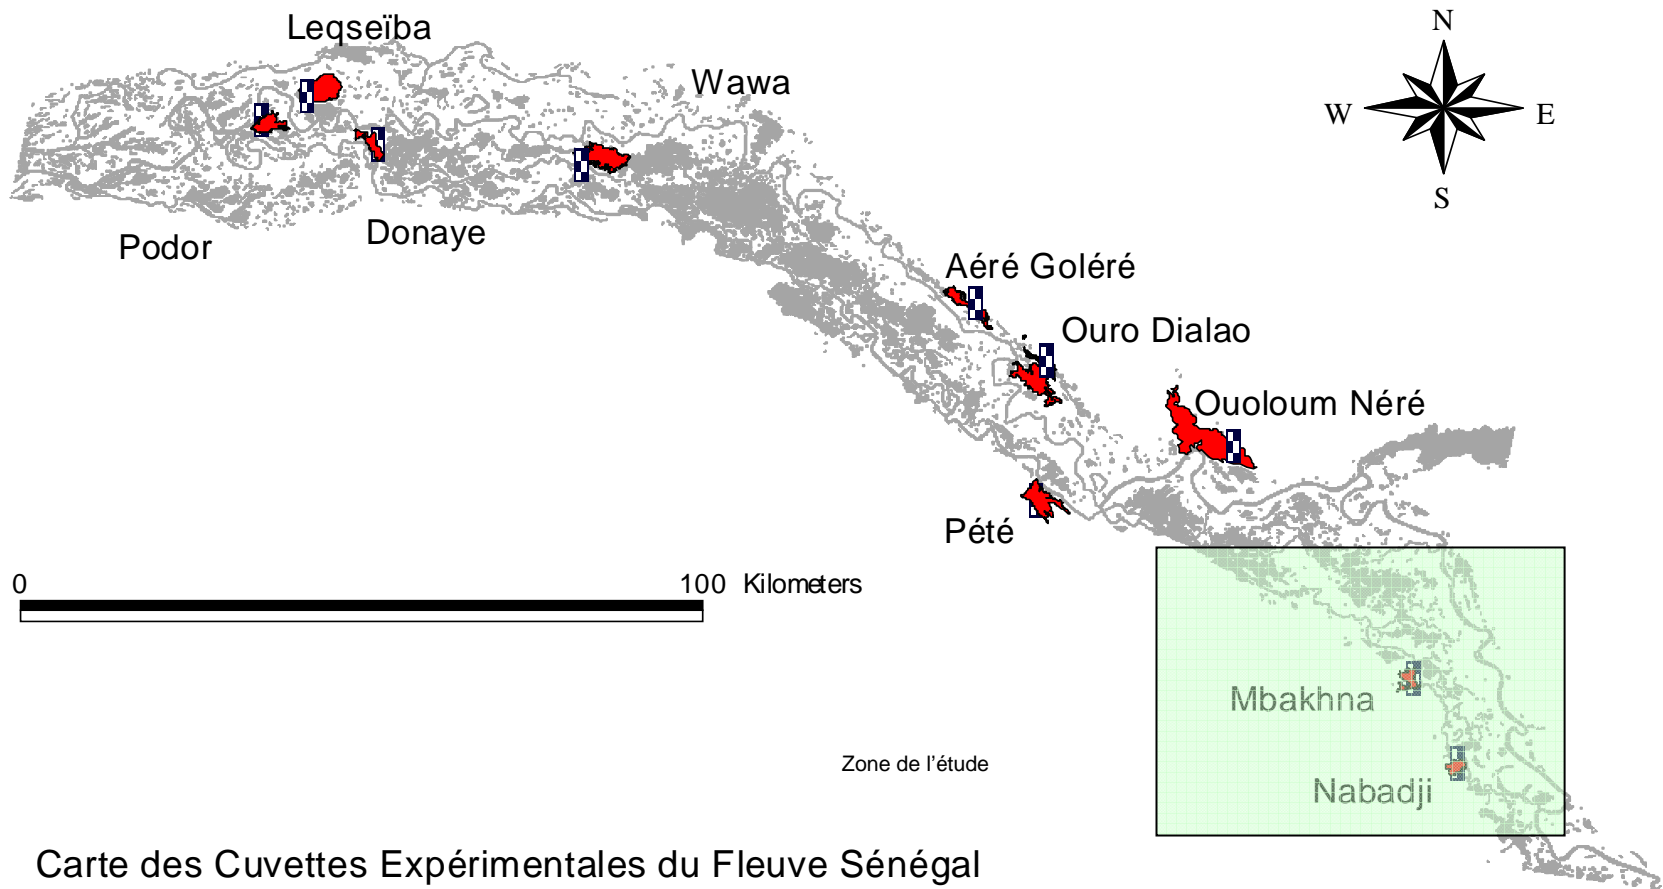 Leqseïba
N
Wawa
W
E
S
Donaye
Podor
Aéré Goléré
Ouro Dialao
Ouoloum Néré
Pété
0
100 Kilometers
Mbakhna
Zone de l'étude
Nabadji
Carte des Cuvettes Expérimentales du Fleuve Sénégal